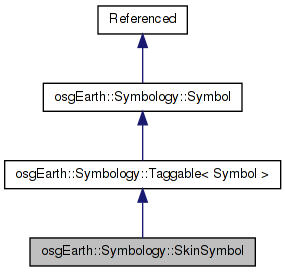 Referenced
osgEarth::Symbology::Symbol
osgEarth::Symbology::Taggable< Symbol >
osgEarth::Symbology::SkinSymbol